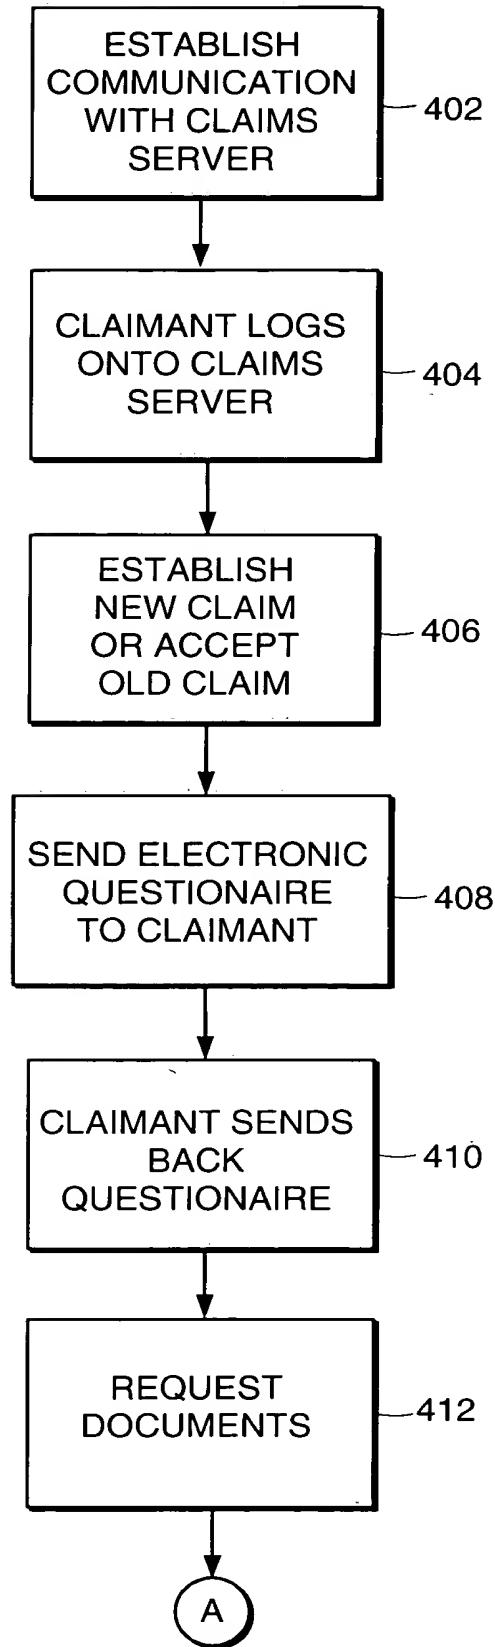 ESTABLISH
COMMUNICATION
WITH CLAIMS
SERVER
402
CLAIMANT LOGS
ONTO CLAIMS
SERVER
404
ESTABLISH
NEW CLAIM
OR ACCEPT
OLD CLAIM
406
SEND ELECTRONIC
QUESTIONAIRE
TO CLAIMANT
408
CLAIMANT SENDS
BACK
QUESTIONAIRE
410
REQUEST
DOCUMENTS
412
A